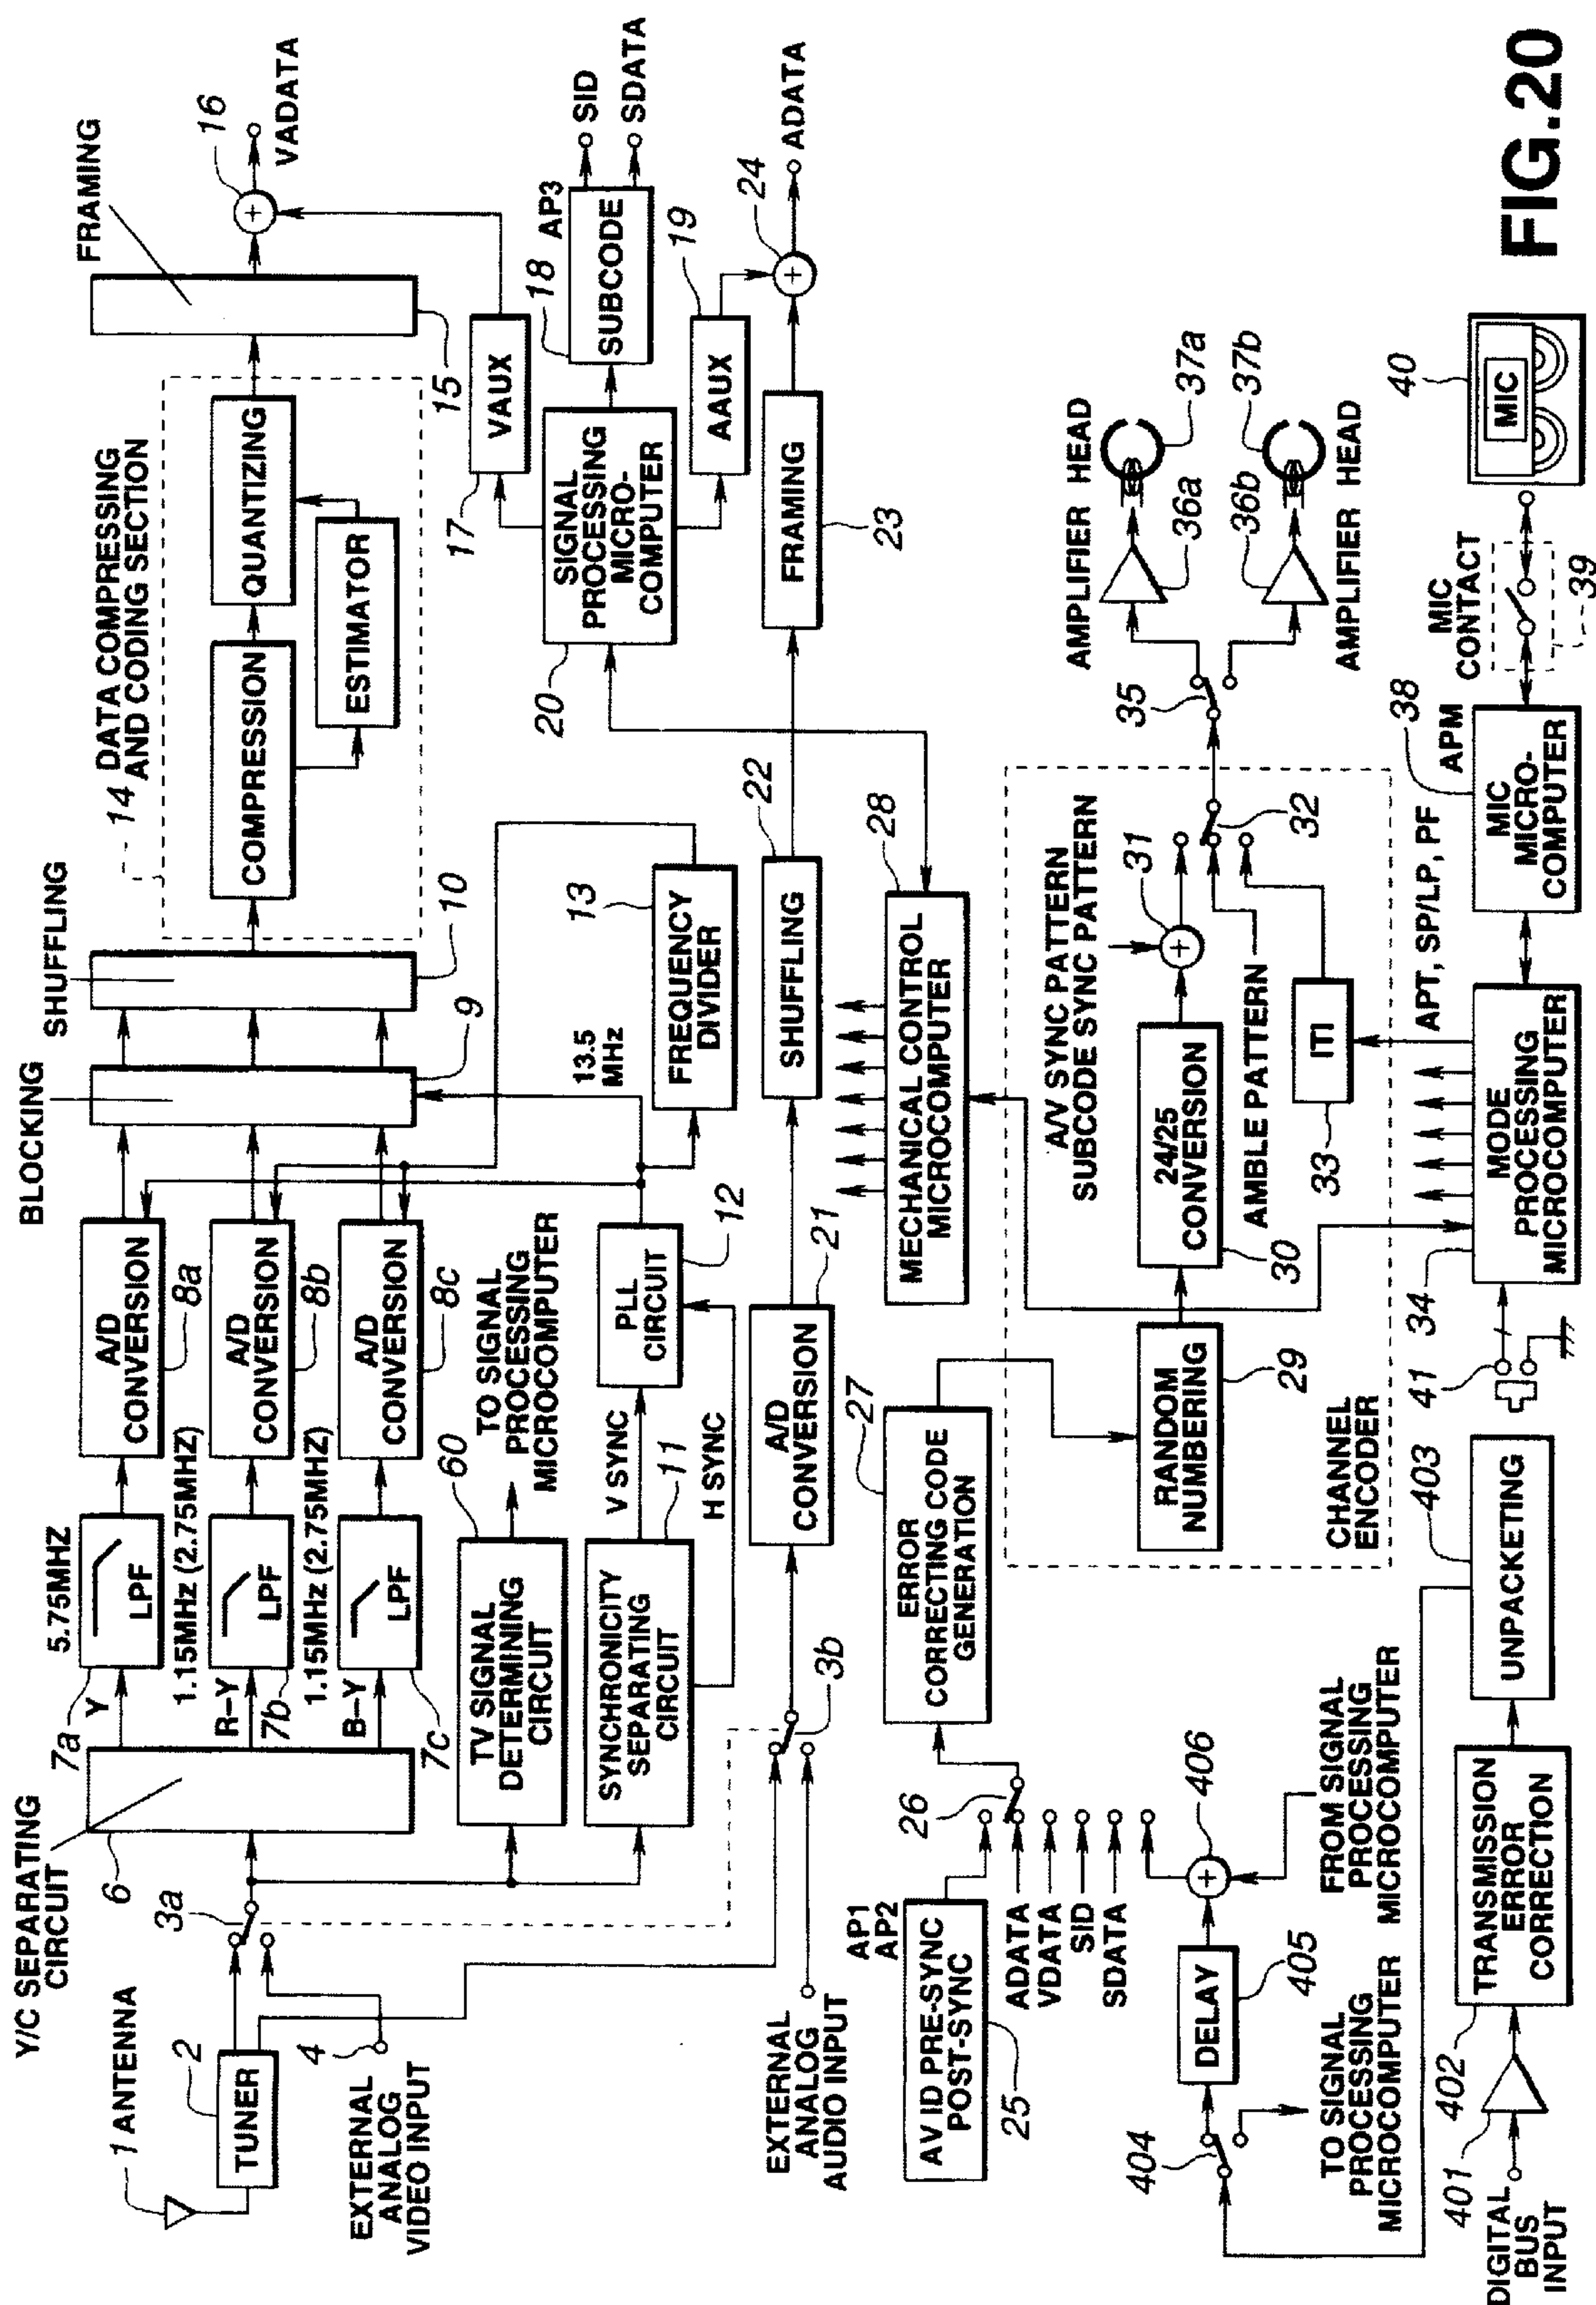 1 ANTENNA
2
TUNER
EXTERNAL
ANALOG
VIDEO INPUT
4
3a
Y/C SEPARATING
CIRCUIT
6
7a
Y
R–Y
7b
B–Y
7c
5.75MHZ
LPF
1.15MHz (2.75MHZ)
LPF
1.15MHz (2.75MHZ)
LPF
A/D
CONVERSION
8a
A/D
CONVERSION
8b
A/D
CONVERSION
8c
BLOCKING
9
SHUFFLING
10
14
DATA COMPRESSING
AND CODING SECTION
COMPRESSION
QUANTIZING
ESTIMATOR
FRAMING
15
16
VADATA
TV SIGNAL
DETERMINING
CIRCUIT
60
TO SIGNAL
PROCESSING
MICROCOMPUTER
SYNCHRONICITY
SEPARATING
CIRCUIT
11
V SYNC
H SYNC
PLL
CIRCUIT
12
13.5
MHz
FREQUENCY
DIVIDER
13
VAUX
17
SIGNAL
PROCESSING
MICRO-
COMPUTER
20
SUBCODE
18
AP3
SID
SDATA
AAUX
19
EXTERNAL
ANALOG
AUDIO INPUT
3b
A/D
CONVERSION
21
SHUFFLING
22
FRAMING
23
24
ADATA
AV ID PRE-SYNC
POST-SYNC
25
AP1
AP2
ADATA
VDATA
SID
SDATA
26
ERROR
CORRECTING CODE
GENERATION
27
MECHANICAL CONTROL
MICROCOMPUTER
28
CHANNEL
ENCODER
RANDOM
NUMBERING
29
24/25
CONVERSION
30
A/V SYNC PATTERN
SUBCODE SYNC PATTERN
31
32
AMBLE PATTERN
ITI
33
35
AMPLIFIER HEAD
36a
37a
36b
37b
AMPLIFIER HEAD
404
TO SIGNAL
PROCESSING
MICROCOMPUTER
DELAY
405
406
FROM SIGNAL
PROCESSING
MICROCOMPUTER
DIGITAL
BUS
INPUT
401
402
TRANSMISSION
ERROR
CORRECTION
UNPACKETING
403
41
34
MODE
PROCESSING
MICROCOMPUTER
APT, SP/LP, PF
MIC
MICRO-
COMPUTER
38
APM
MIC
CONTACT
39
MIC
40
FIG.20